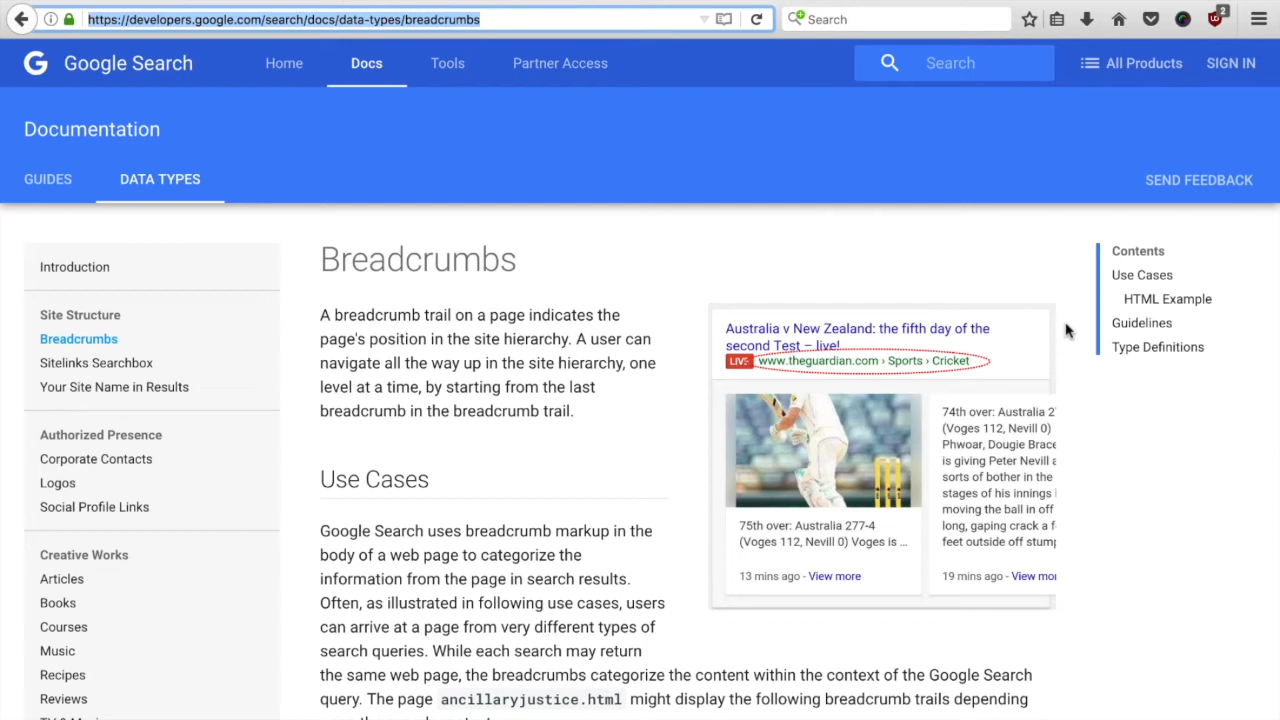 https://developers.google.com/search/docs/data-types/breadcrumbs
Search
2
Google Search
Home
Docs
Tools
Partner Access
Search
All Products
SIGN IN
Documentation
GUIDES
DATA TYPES
SEND FEEDBACK
Introduction
Site Structure
Breadcrumbs
Sitelinks Searchbox
Your Site Name in Results
Authorized Presence
Corporate Contacts
Logos
Social Profile Links
Creative Works
Articles
Books
Courses
Music
Recipes
Reviews
Breadcrumbs
A breadcrumb trail on a page indicates the
page's position in the site hierarchy. A user can
navigate all the way up in the site hierarchy, one
level at a time, by starting from the last
breadcrumb in the breadcrumb trail.
Use Cases
Google Search uses breadcrumb markup in the
body of a web page to categorize the
information from the page in search results.
Often, as illustrated in following use cases, users
can arrive at a page from very different types of
search queries. While each search may return
the same web page, the breadcrumbs categorize the content within the context of the Google Search
query. The page ancillaryjustice.html might display the following breadcrumb trails depending
Australia v New Zealand: the fifth day of the
second Test – live!
LIVE www.theguardian.com › Sports › Cricket
75th over: Australia 277-4
(Voges 112, Nevill 0) Voges is ...
13 mins ago - View more
74th over: Australia 2
(Voges 112, Nevill 0)
Phwoar, Dougie Brace
is giving Peter Nevill a
sorts of bother in the
stages of his innings
moving the ball in off
long, gaping crack a f
feet outside off stump
19 mins ago - View mo
Contents
Use Cases
HTML Example
Guidelines
Type Definitions